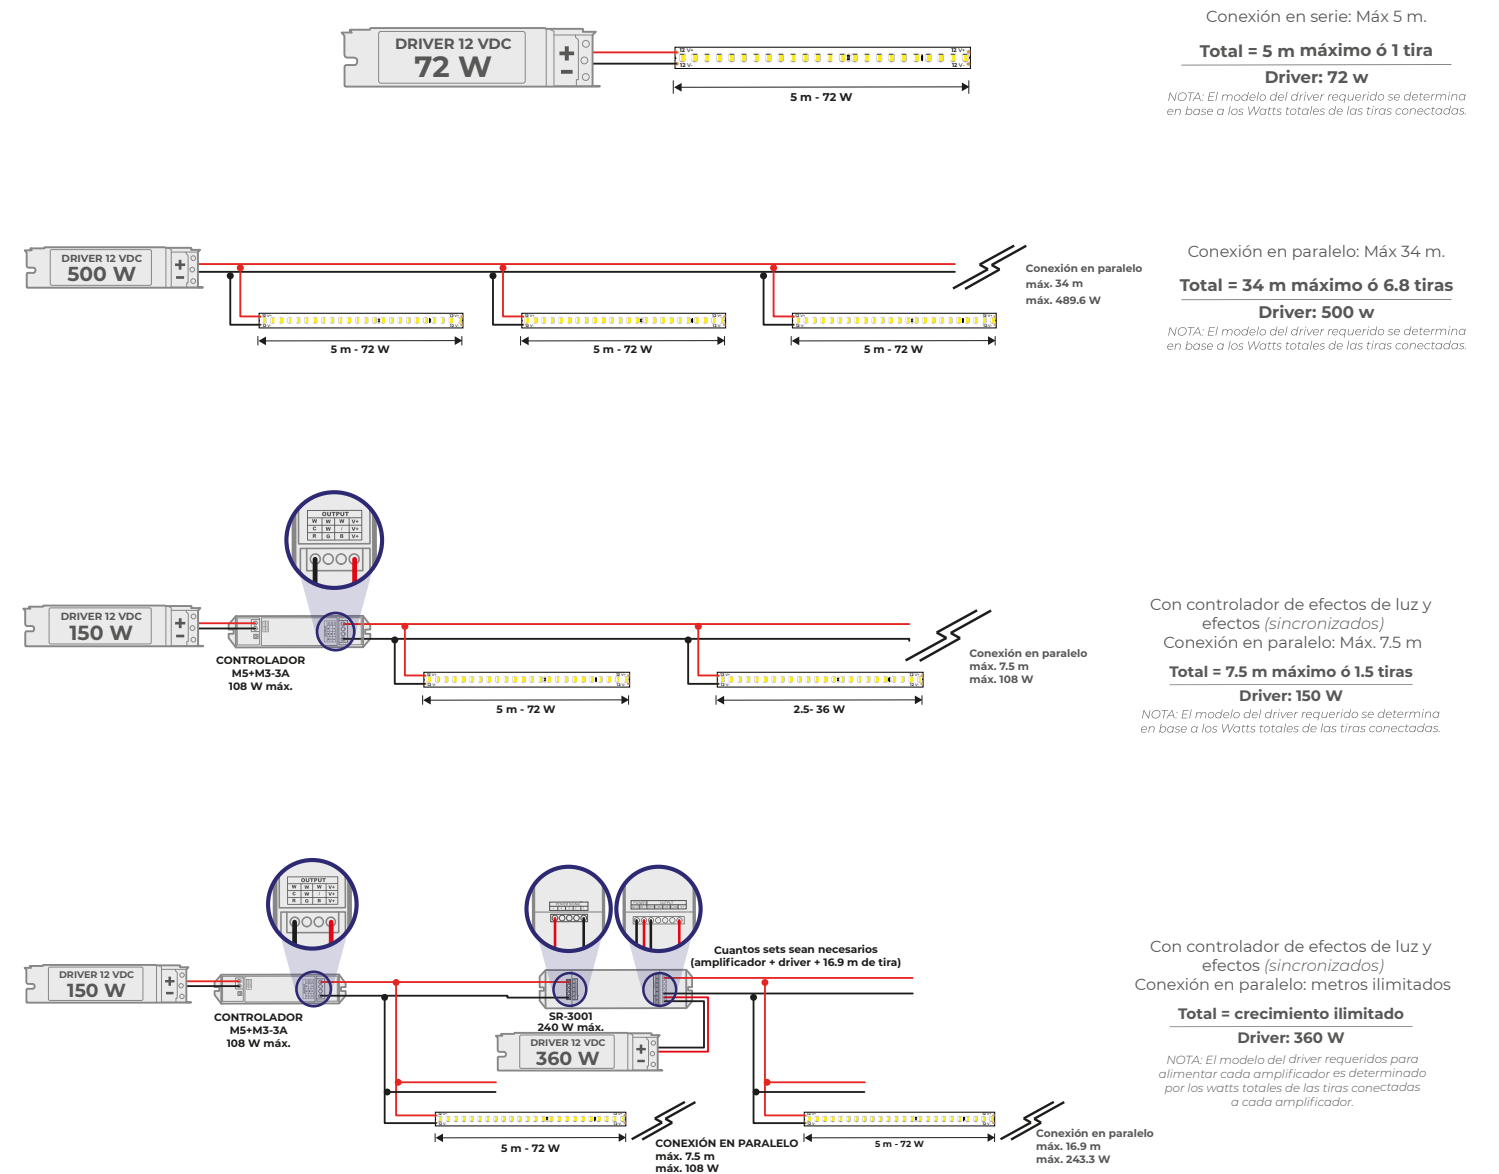 DRIVER 12 VDC
72 W
+
−
12 V+
12 V-
12 V+
12 V-
5 m - 72 W
Conexión en serie: Máx 5 m.
Total = 5 m máximo ó 1 tira
Driver: 72 w
NOTA: El modelo del driver requerido se determina
en base a los Watts totales de las tiras conectadas.
DRIVER 12 VDC
500 W
+
−
5 m - 72 W
5 m - 72 W
5 m - 72 W
Conexión en paralelo
máx. 34 m
máx. 489.6 W
Conexión en paralelo: Máx 34 m.
Total = 34 m máximo ó 6.8 tiras
Driver: 500 w
NOTA: El modelo del driver requerido se determina
en base a los Watts totales de las tiras conectadas.
OUTPUT
W W W V+
C W / V+
R G B V+
DRIVER 12 VDC
150 W
+
−
CONTROLADOR
M5+M3-3A
108 W máx.
5 m - 72 W
2.5- 36 W
Conexión en paralelo
máx. 7.5 m
máx. 108 W
Con controlador de efectos de luz y
efectos (sincronizados)
Conexión en paralelo: Máx. 7.5 m
Total = 7.5 m máximo ó 1.5 tiras
Driver: 150 W
NOTA: El modelo del driver requerido se determina
en base a los Watts totales de las tiras conectadas.
OUTPUT
W W W V+
C W / V+
R G B V+
DRIVER 12 VDC
150 W
+
−
CONTROLADOR
M5+M3-3A
108 W máx.
Cuantos sets sean necesarios
(amplificador + driver + 16.9 m de tira)
SR-3001
240 W máx.
DRIVER 12 VDC
360 W
+
−
5 m - 72 W
CONEXIÓN EN PARALELO
máx. 7.5 m
máx. 108 W
5 m - 72 W
Conexión en paralelo
máx. 16.9 m
máx. 243.3 W
Con controlador de efectos de luz y
efectos (sincronizados)
Conexión en paralelo: metros ilimitados
Total = crecimiento ilimitado
Driver: 360 W
NOTA: El modelo del driver requeridos para
alimentar cada amplificador es determinado
por los watts totales de las tiras conectadas
a cada amplificador.